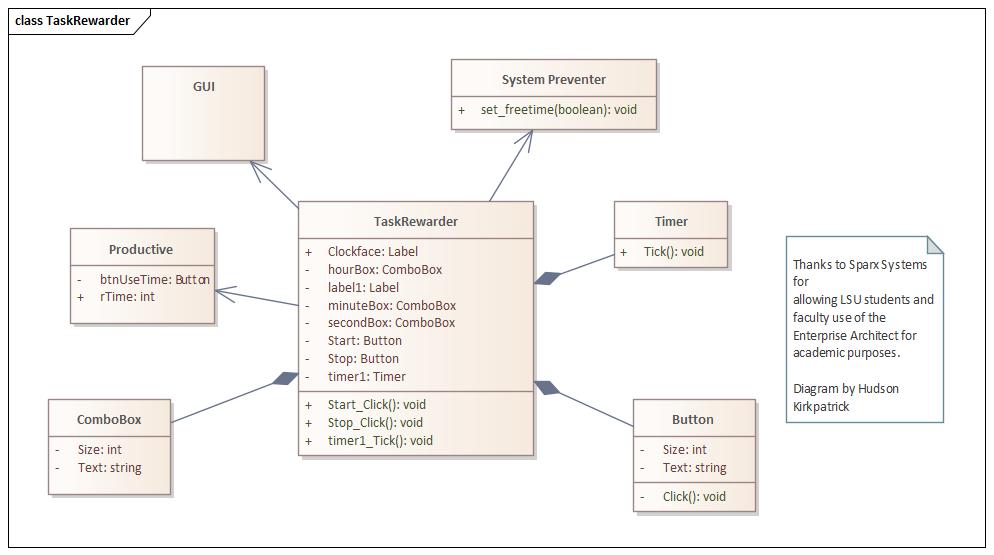 class TaskRewarder
GUI
System Preventer
+ set_freetime(boolean): void
TaskRewarder
+ Clockface: Label
- hourBox: ComboBox
- label1: Label
- minuteBox: ComboBox
- secondBox: ComboBox
- Start: Button
- Stop: Button
- timer1: Timer
+ Start_Click(): void
+ Stop_Click(): void
+ timer1_Tick(): void
Timer
+ Tick(): void
Productive
- btnUseTime: Button
+ rTime: int
ComboBox
- Size: int
- Text: string
Button
- Size: int
- Text: string
- Click(): void
Thanks to Sparx Systems
for
allowing LSU students and
faculty use of the
Enterprise Architect for
academic purposes.
Diagram by Hudson
Kirkpatrick